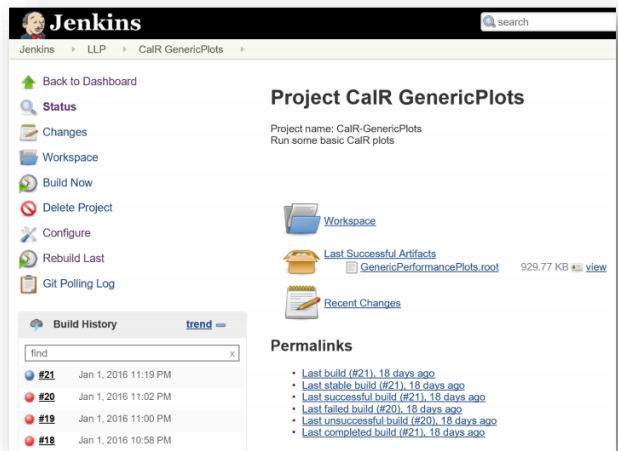 Jenkins
search
Jenkins LLP CalR GenericPlots
Back to Dashboard
Status
Changes
Workspace
Build Now
Delete Project
Configure
Rebuild Last
Git Polling Log
Build History trend
find x
#21 Jan 1, 2016 11:19 PM
#20 Jan 1, 2016 11:02 PM
#19 Jan 1, 2016 11:00 PM
#18 Jan 1, 2016 10:58 PM
Project CalR GenericPlots
Project name: CalR-GenericPlots
Run some basic CalR plots
Workspace
Last Successful Artifacts
GenericPerformancePlots.root 929.77 KB view
Recent Changes
Permalinks
Last build (#21), 18 days ago
Last stable build (#21), 18 days ago
Last successful build (#21), 18 days ago
Last failed build (#20), 18 days ago
Last unsuccessful build (#20), 18 days ago
Last completed build (#21), 18 days ago